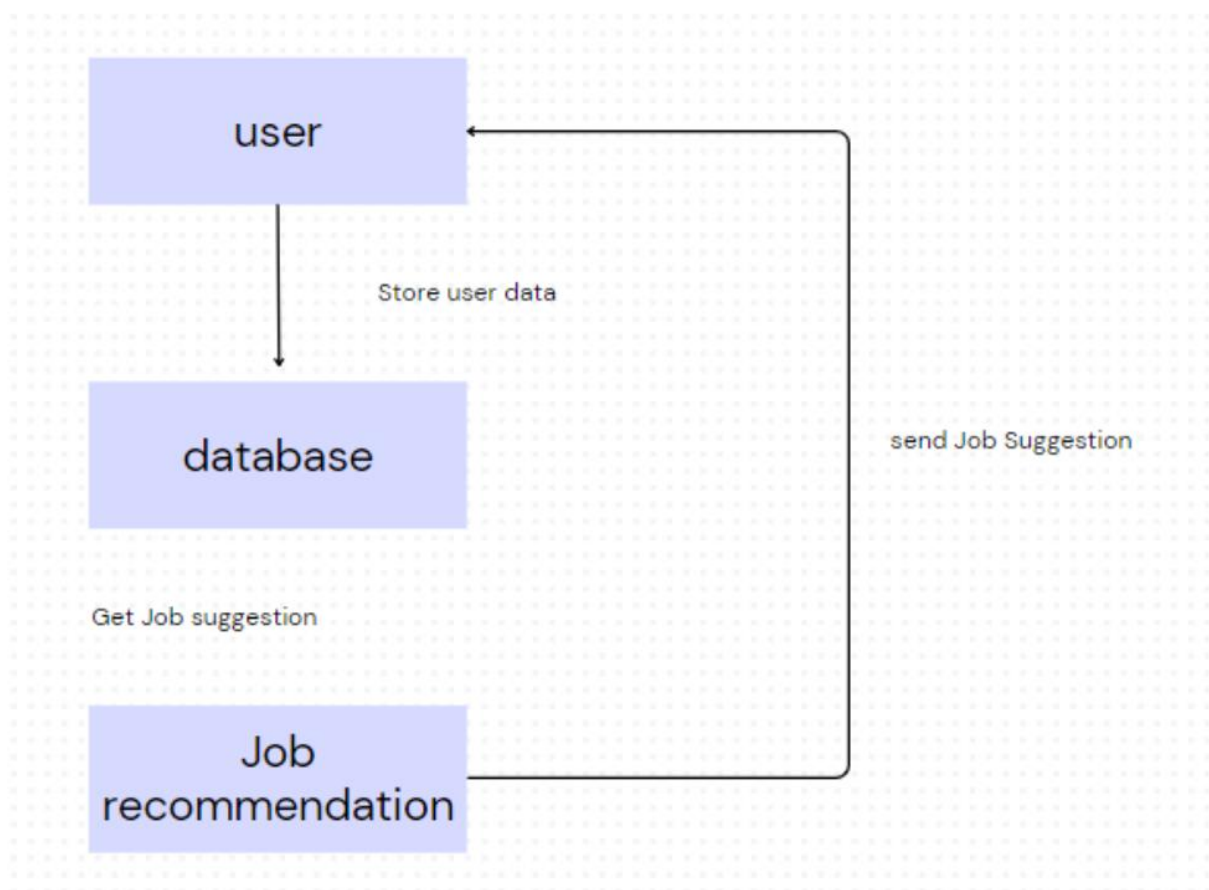 user
Store user data
database
send Job Suggestion
Get Job suggestion
Job
recommendation